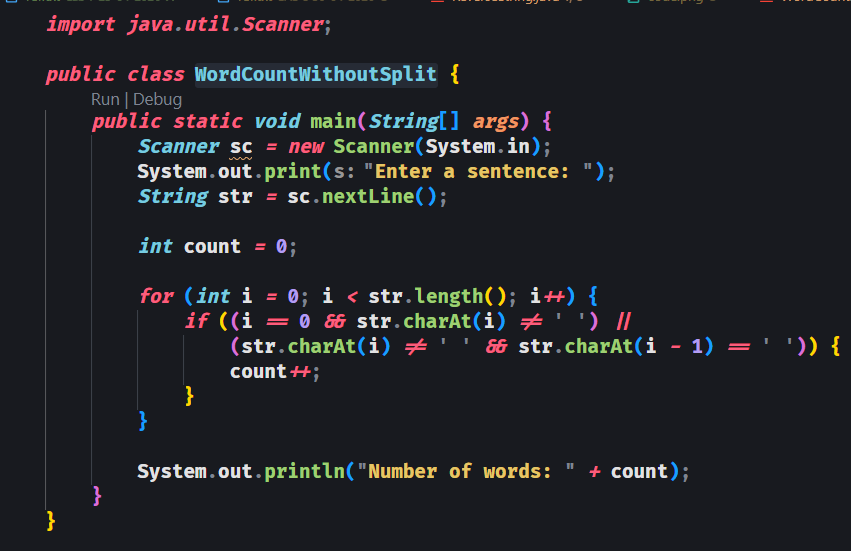 import java.util.Scanner;
public class WordCountWithoutSplit {
Run | Debug
public static void main(String[] args) {
Scanner sc = new Scanner(System.in);
System.out.print(s: "Enter a sentence: ");
String str = sc.nextLine();
int count = 0;
for (int i = 0; i < str.length(); i++) {
if ((i == 0 && str.charAt(i) != ' ') ||
(str.charAt(i) != ' ' && str.charAt(i - 1) == ' ')) {
count++;
}
}
System.out.println("Number of words: " + count);
}
}